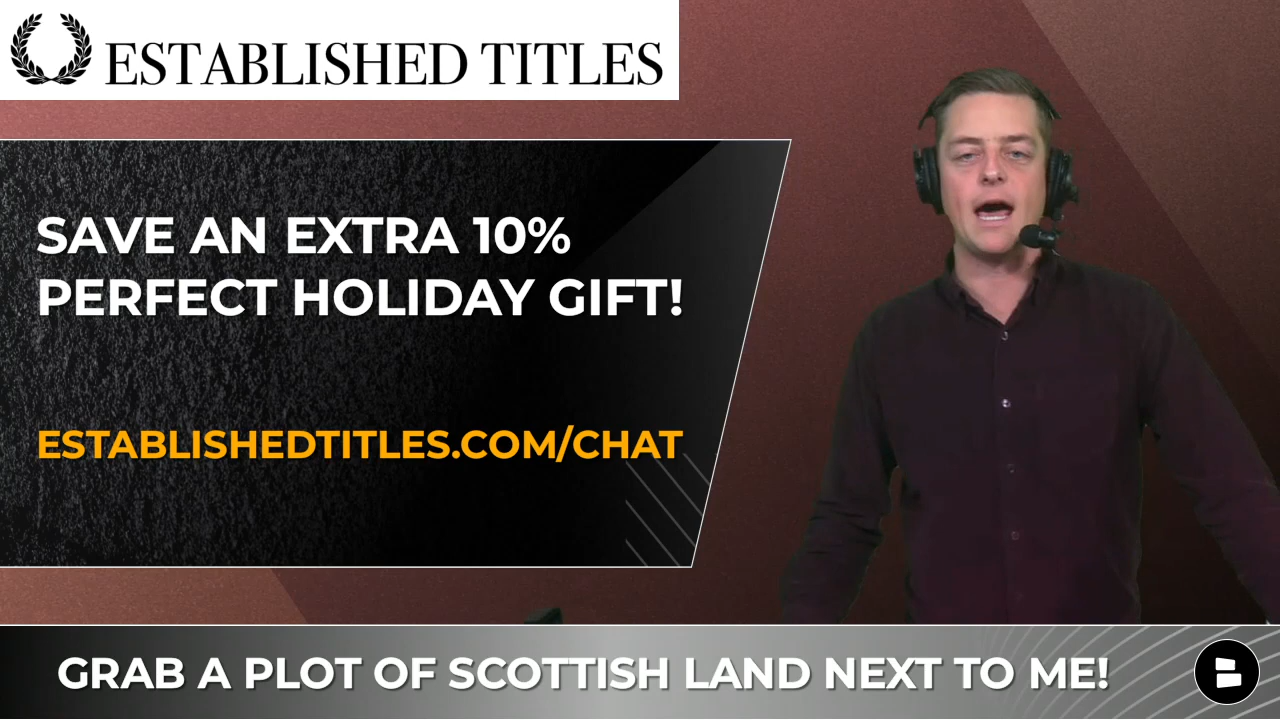 ESTABLISHED TITLES
SAVE AN EXTRA 10%
PERFECT HOLIDAY GIFT!
ESTABLISHEDTITLES.COM/CHAT
GRAB A PLOT OF SCOTTISH LAND NEXT TO ME!